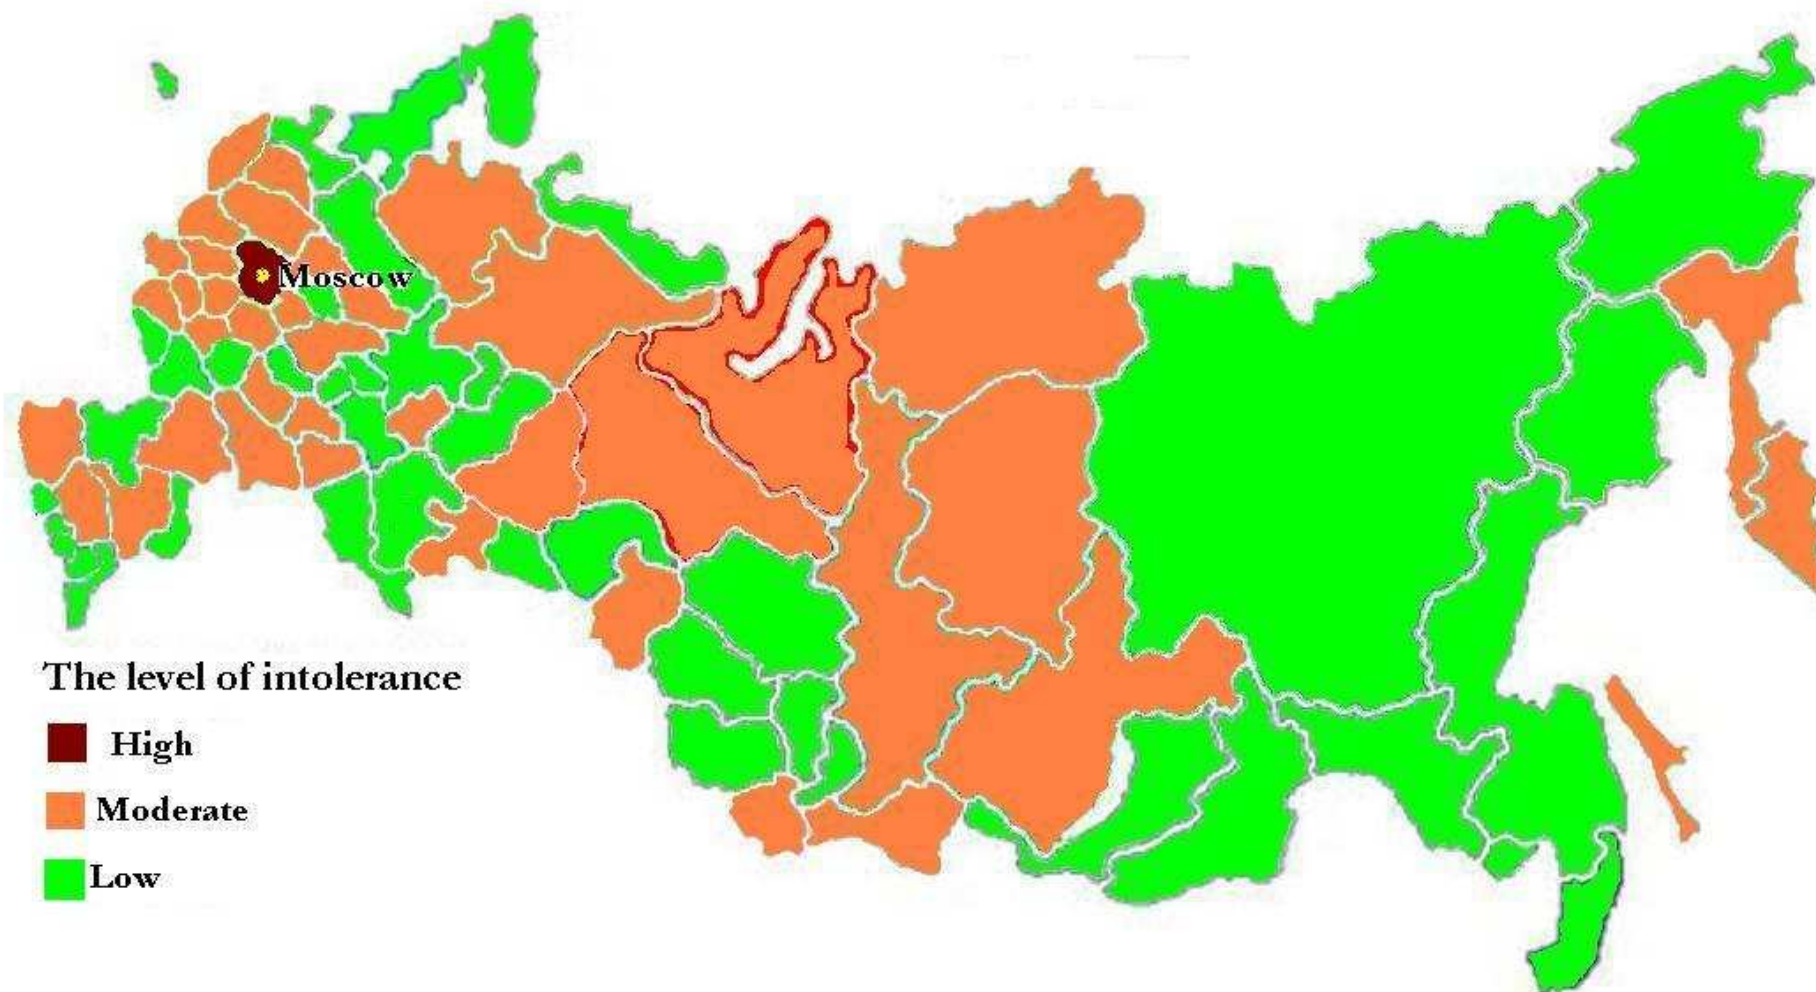 Moscow
The level of intolerance
High
Moderate
Low